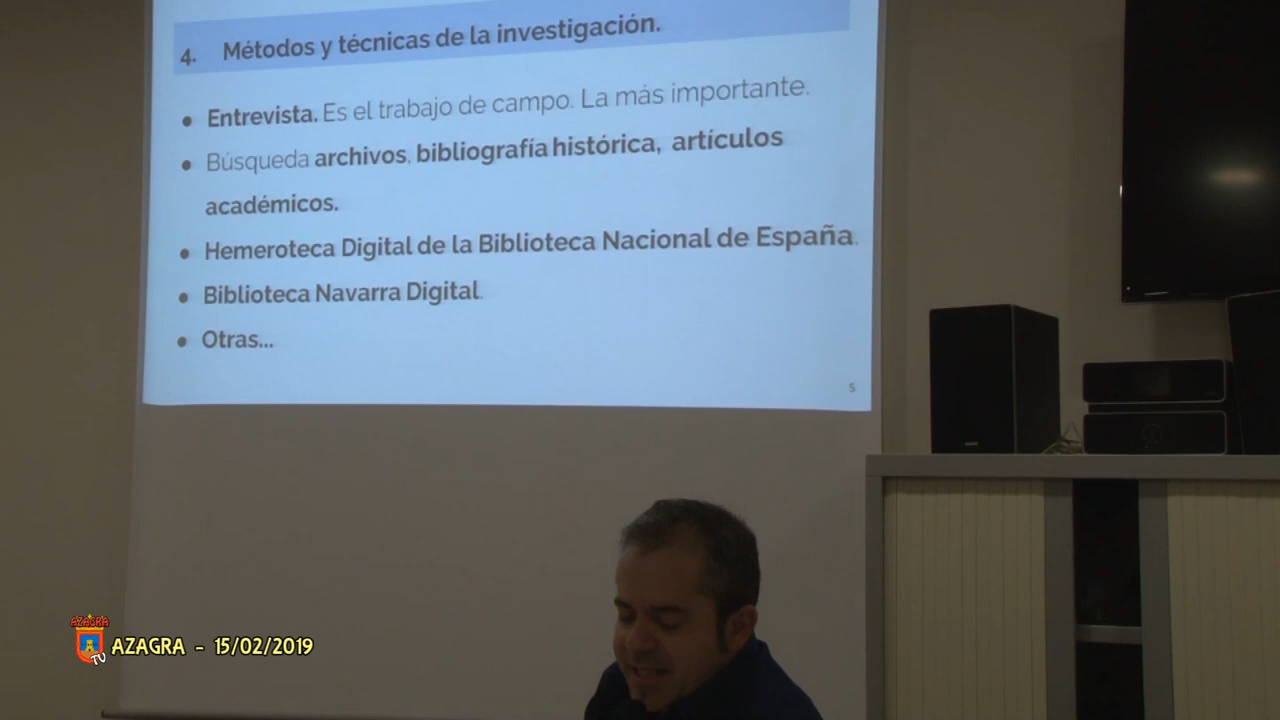 4. Métodos y técnicas de la investigación.
● Entrevista. Es el trabajo de campo. La más importante.
● Búsqueda archivos, bibliografía histórica, artículos
académicos.
● Hemeroteca Digital de la Biblioteca Nacional de España.
● Biblioteca Navarra Digital.
● Otras...
5
AZAGRA
TV
AZAGRA - 15/02/2019